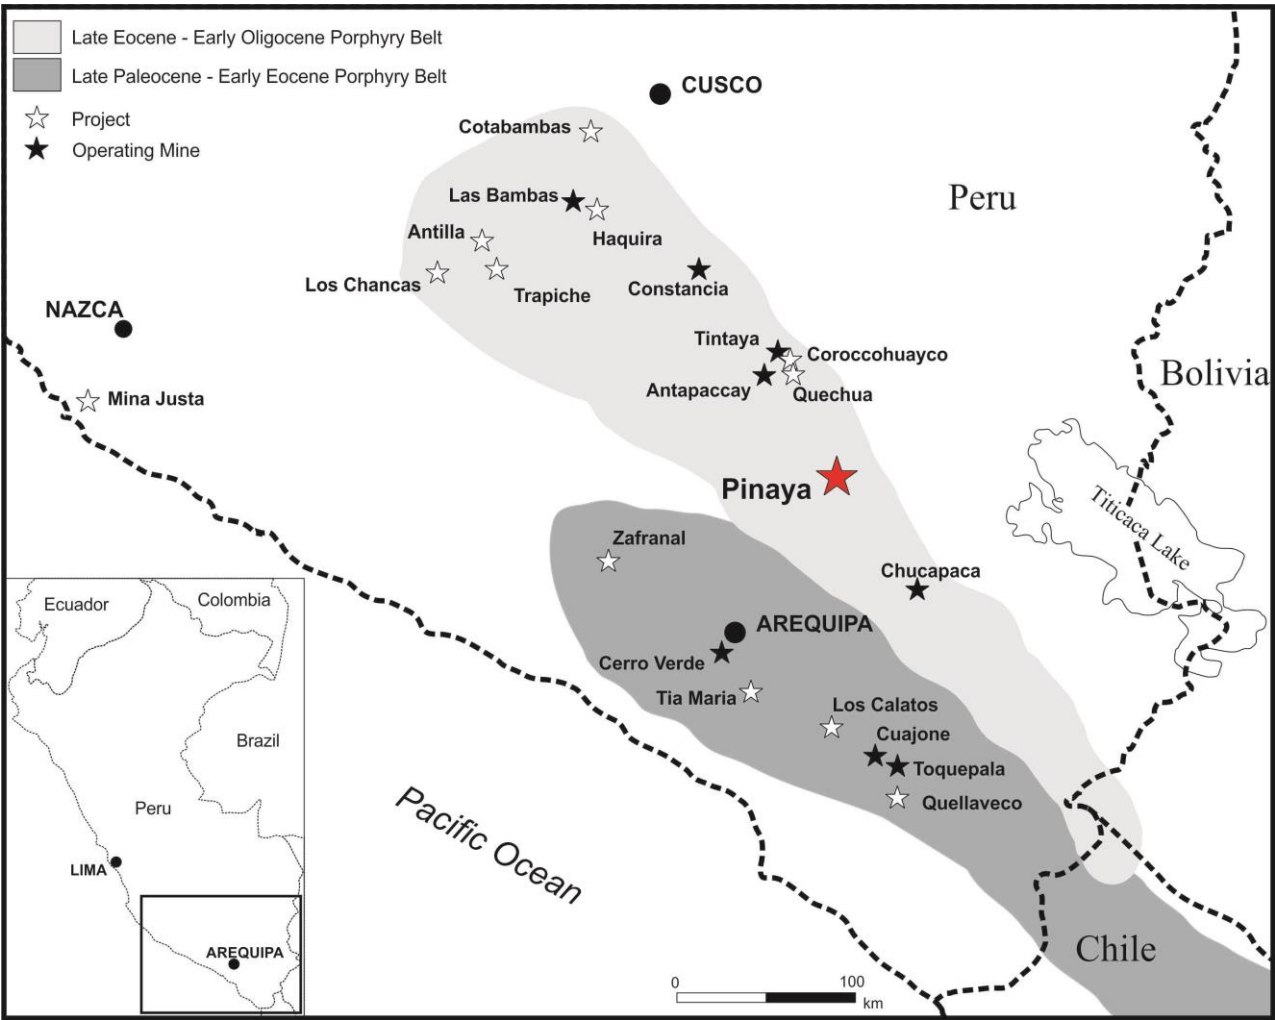 Late Eocene - Early Oligocene Porphyry Belt
Late Paleocene - Early Eocene Porphyry Belt
Project
Operating Mine
CUSCO
Cotabambas
Las Bambas
Peru
Haquira
Antilla
Los Chancas
Trapiche
Constancia
NAZCA
Tintaya
Coroccohuayco
Bolivia
Antapaccay
Quechua
Mina Justa
Pinaya
Titicaca Lake
Zafranal
Chucapaca
AREQUIPA
Cerro Verde
Tia Maria
Los Calatos
Cuajone
Toquepala
Quellaveco
Pacific Ocean
Chile
0 100
km
Ecuador
Colombia
Brazil
Peru
LIMA
AREQUIPA